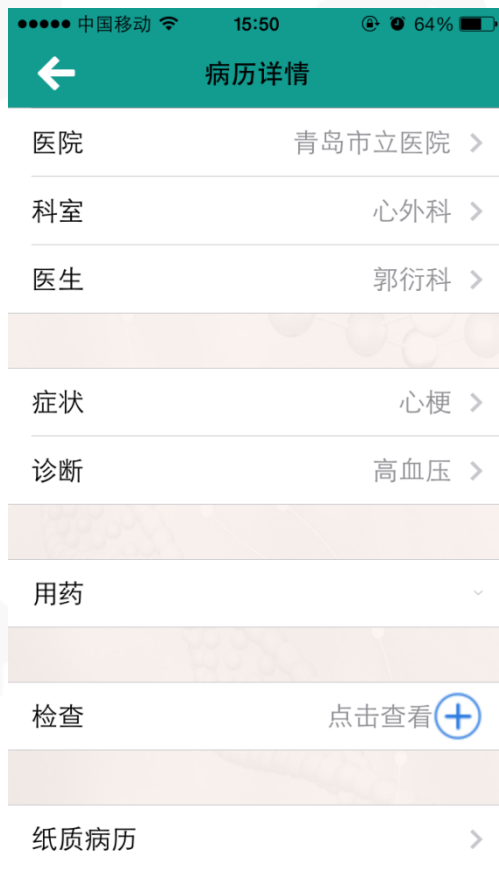 中国移动 15:50 64%
病历详情
医院 青岛市立医院
科室 心外科
医生 郭衍科
症状 心梗
诊断 高血压
用药
检查 点击查看
纸质病历